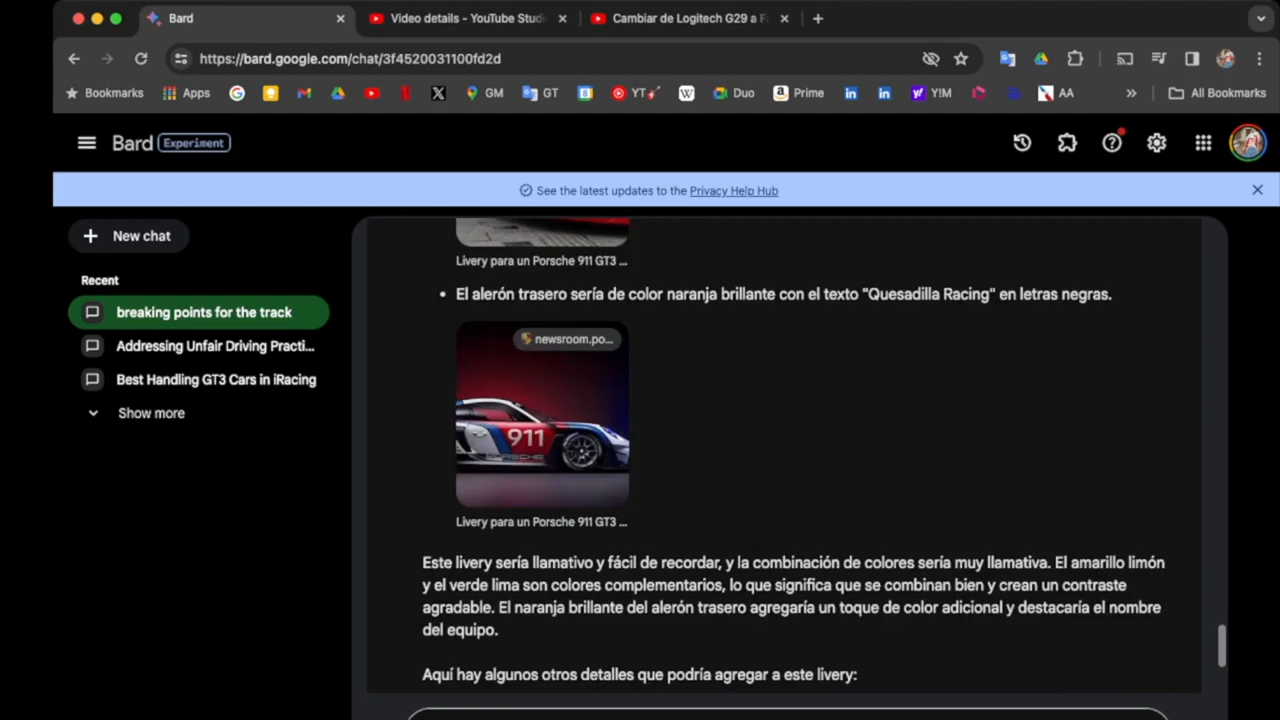 Bard
Video details - YouTube Studi
Cambiar de Logitech G29 a F
https://bard.google.com/chat/3f4520031100fd2d
Bookmarks
Apps
GM
GT
YT
Duo
Prime
Y!M
AA
All Bookmarks
Bard Experiment
See the latest updates to the Privacy Help Hub
New chat
Recent
breaking points for the track
Addressing Unfair Driving Practi...
Best Handling GT3 Cars in iRacing
Show more
Livery para un Porsche 911 GT3 ...
• El alerón trasero sería de color naranja brillante con el texto "Quesadilla Racing" en letras negras.
newsroom.po...
911
PORSCHE
Livery para un Porsche 911 GT3 ...
Este livery sería llamativo y fácil de recordar, y la combinación de colores sería muy llamativa. El amarillo limón
y el verde lima son colores complementarios, lo que significa que se combinan bien y crean un contraste
agradable. El naranja brillante del alerón trasero agregaría un toque de color adicional y destacaría el nombre
del equipo.
Aquí hay algunos otros detalles que podría agregar a este livery: